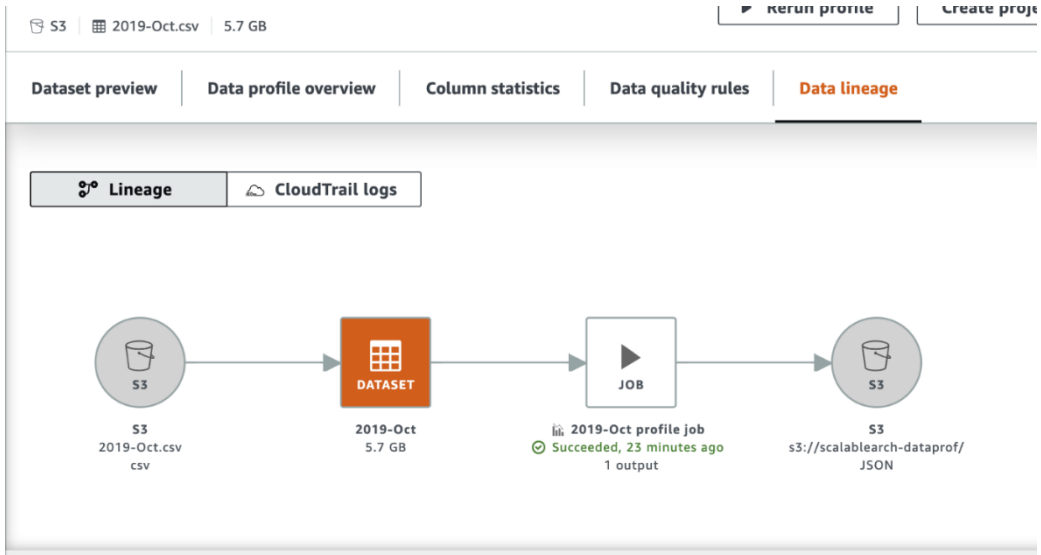 Rerun profile
Create proje
S3 2019-Oct.csv 5.7 GB
Dataset preview Data profile overview Column statistics Data quality rules Data lineage
Lineage CloudTrail logs
S3 DATASET JOB S3
S3
2019-Oct.csv
csv
2019-Oct
5.7 GB
2019-Oct profile job
Succeeded, 23 minutes ago
1 output
S3
s3://scalablearch-dataprof/
JSON